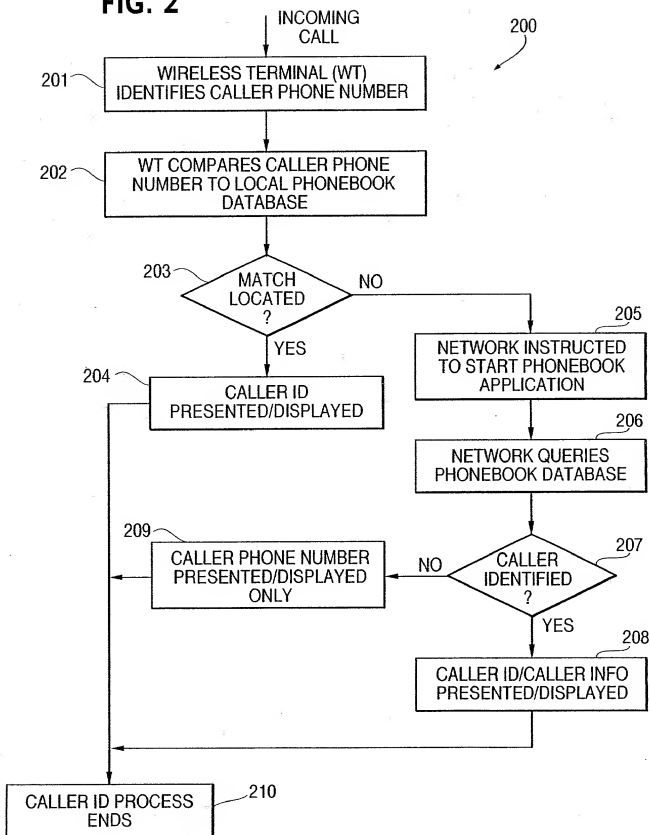 FIG. 2
INCOMING
CALL
200
201
WIRELESS TERMINAL (WT)
IDENTIFIES CALLER PHONE NUMBER
202
WT COMPARES CALLER PHONE
NUMBER TO LOCAL PHONEBOOK
DATABASE
203
MATCH
LOCATED
?
NO
YES
204
CALLER ID
PRESENTED/DISPLAYED
205
NETWORK INSTRUCTED
TO START PHONEBOOK
APPLICATION
206
NETWORK QUERIES
PHONEBOOK DATABASE
207
CALLER
IDENTIFIED
?
NO
YES
209
CALLER PHONE NUMBER
PRESENTED/DISPLAYED
ONLY
208
CALLER ID/CALLER INFO
PRESENTED/DISPLAYED
CALLER ID PROCESS
ENDS
210